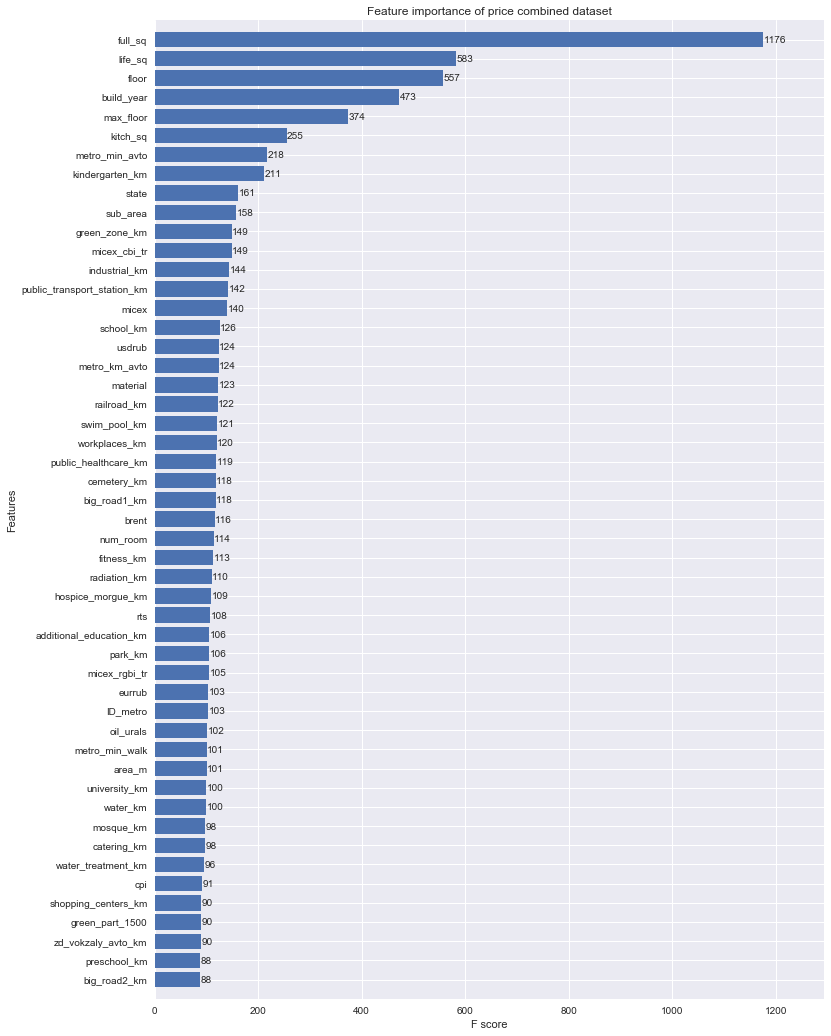 Feature importance of price combined dataset
full_sq 1176
life_sq 583
floor 557
build_year 473
max_floor 374
kitch_sq 255
metro_min_avto 218
kindergarten_km 211
state 161
sub_area 158
green_zone_km 149
micex_cbi_tr 149
industrial_km 144
public_transport_station_km 142
micex 140
school_km 126
usdrub 124
metro_km_avto 124
material 123
railroad_km 122
swim_pool_km 121
workplaces_km 120
public_healthcare_km 119
cemetery_km 118
big_road1_km 118
brent 116
num_room 114
fitness_km 113
radiation_km 110
hospice_morgue_km 109
rts 108
additional_education_km 106
park_km 106
micex_rgbi_tr 105
eurrub 103
ID_metro 103
oil_urals 102
metro_min_walk 101
area_m 101
university_km 100
water_km 100
mosque_km 98
catering_km 98
water_treatment_km 96
cpi 91
shopping_centers_km 90
green_part_1500 90
zd_vokzaly_avto_km 90
preschool_km 88
big_road2_km 88
Features
0 200 400 600 800 1000 1200
F score